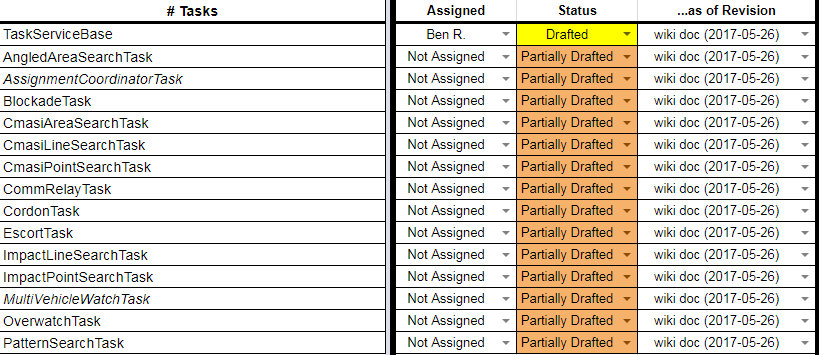 # Tasks Assigned Status ...as of Revision
TaskServiceBase Ben R. Drafted wiki doc (2017-05-26)
AngledAreaSearchTask Not Assigned Partially Drafted wiki doc (2017-05-26)
AssignmentCoordinatorTask Not Assigned Partially Drafted wiki doc (2017-05-26)
BlockadeTask Not Assigned Partially Drafted wiki doc (2017-05-26)
CmasiAreaSearchTask Not Assigned Partially Drafted wiki doc (2017-05-26)
CmasiLineSearchTask Not Assigned Partially Drafted wiki doc (2017-05-26)
CmasiPointSearchTask Not Assigned Partially Drafted wiki doc (2017-05-26)
CommRelayTask Not Assigned Partially Drafted wiki doc (2017-05-26)
CordonTask Not Assigned Partially Drafted wiki doc (2017-05-26)
EscortTask Not Assigned Partially Drafted wiki doc (2017-05-26)
ImpactLineSearchTask Not Assigned Partially Drafted wiki doc (2017-05-26)
ImpactPointSearchTask Not Assigned Partially Drafted wiki doc (2017-05-26)
MultiVehicleWatchTask Not Assigned Partially Drafted wiki doc (2017-05-26)
OverwatchTask Not Assigned Partially Drafted wiki doc (2017-05-26)
PatternSearchTask Not Assigned Partially Drafted wiki doc (2017-05-26)